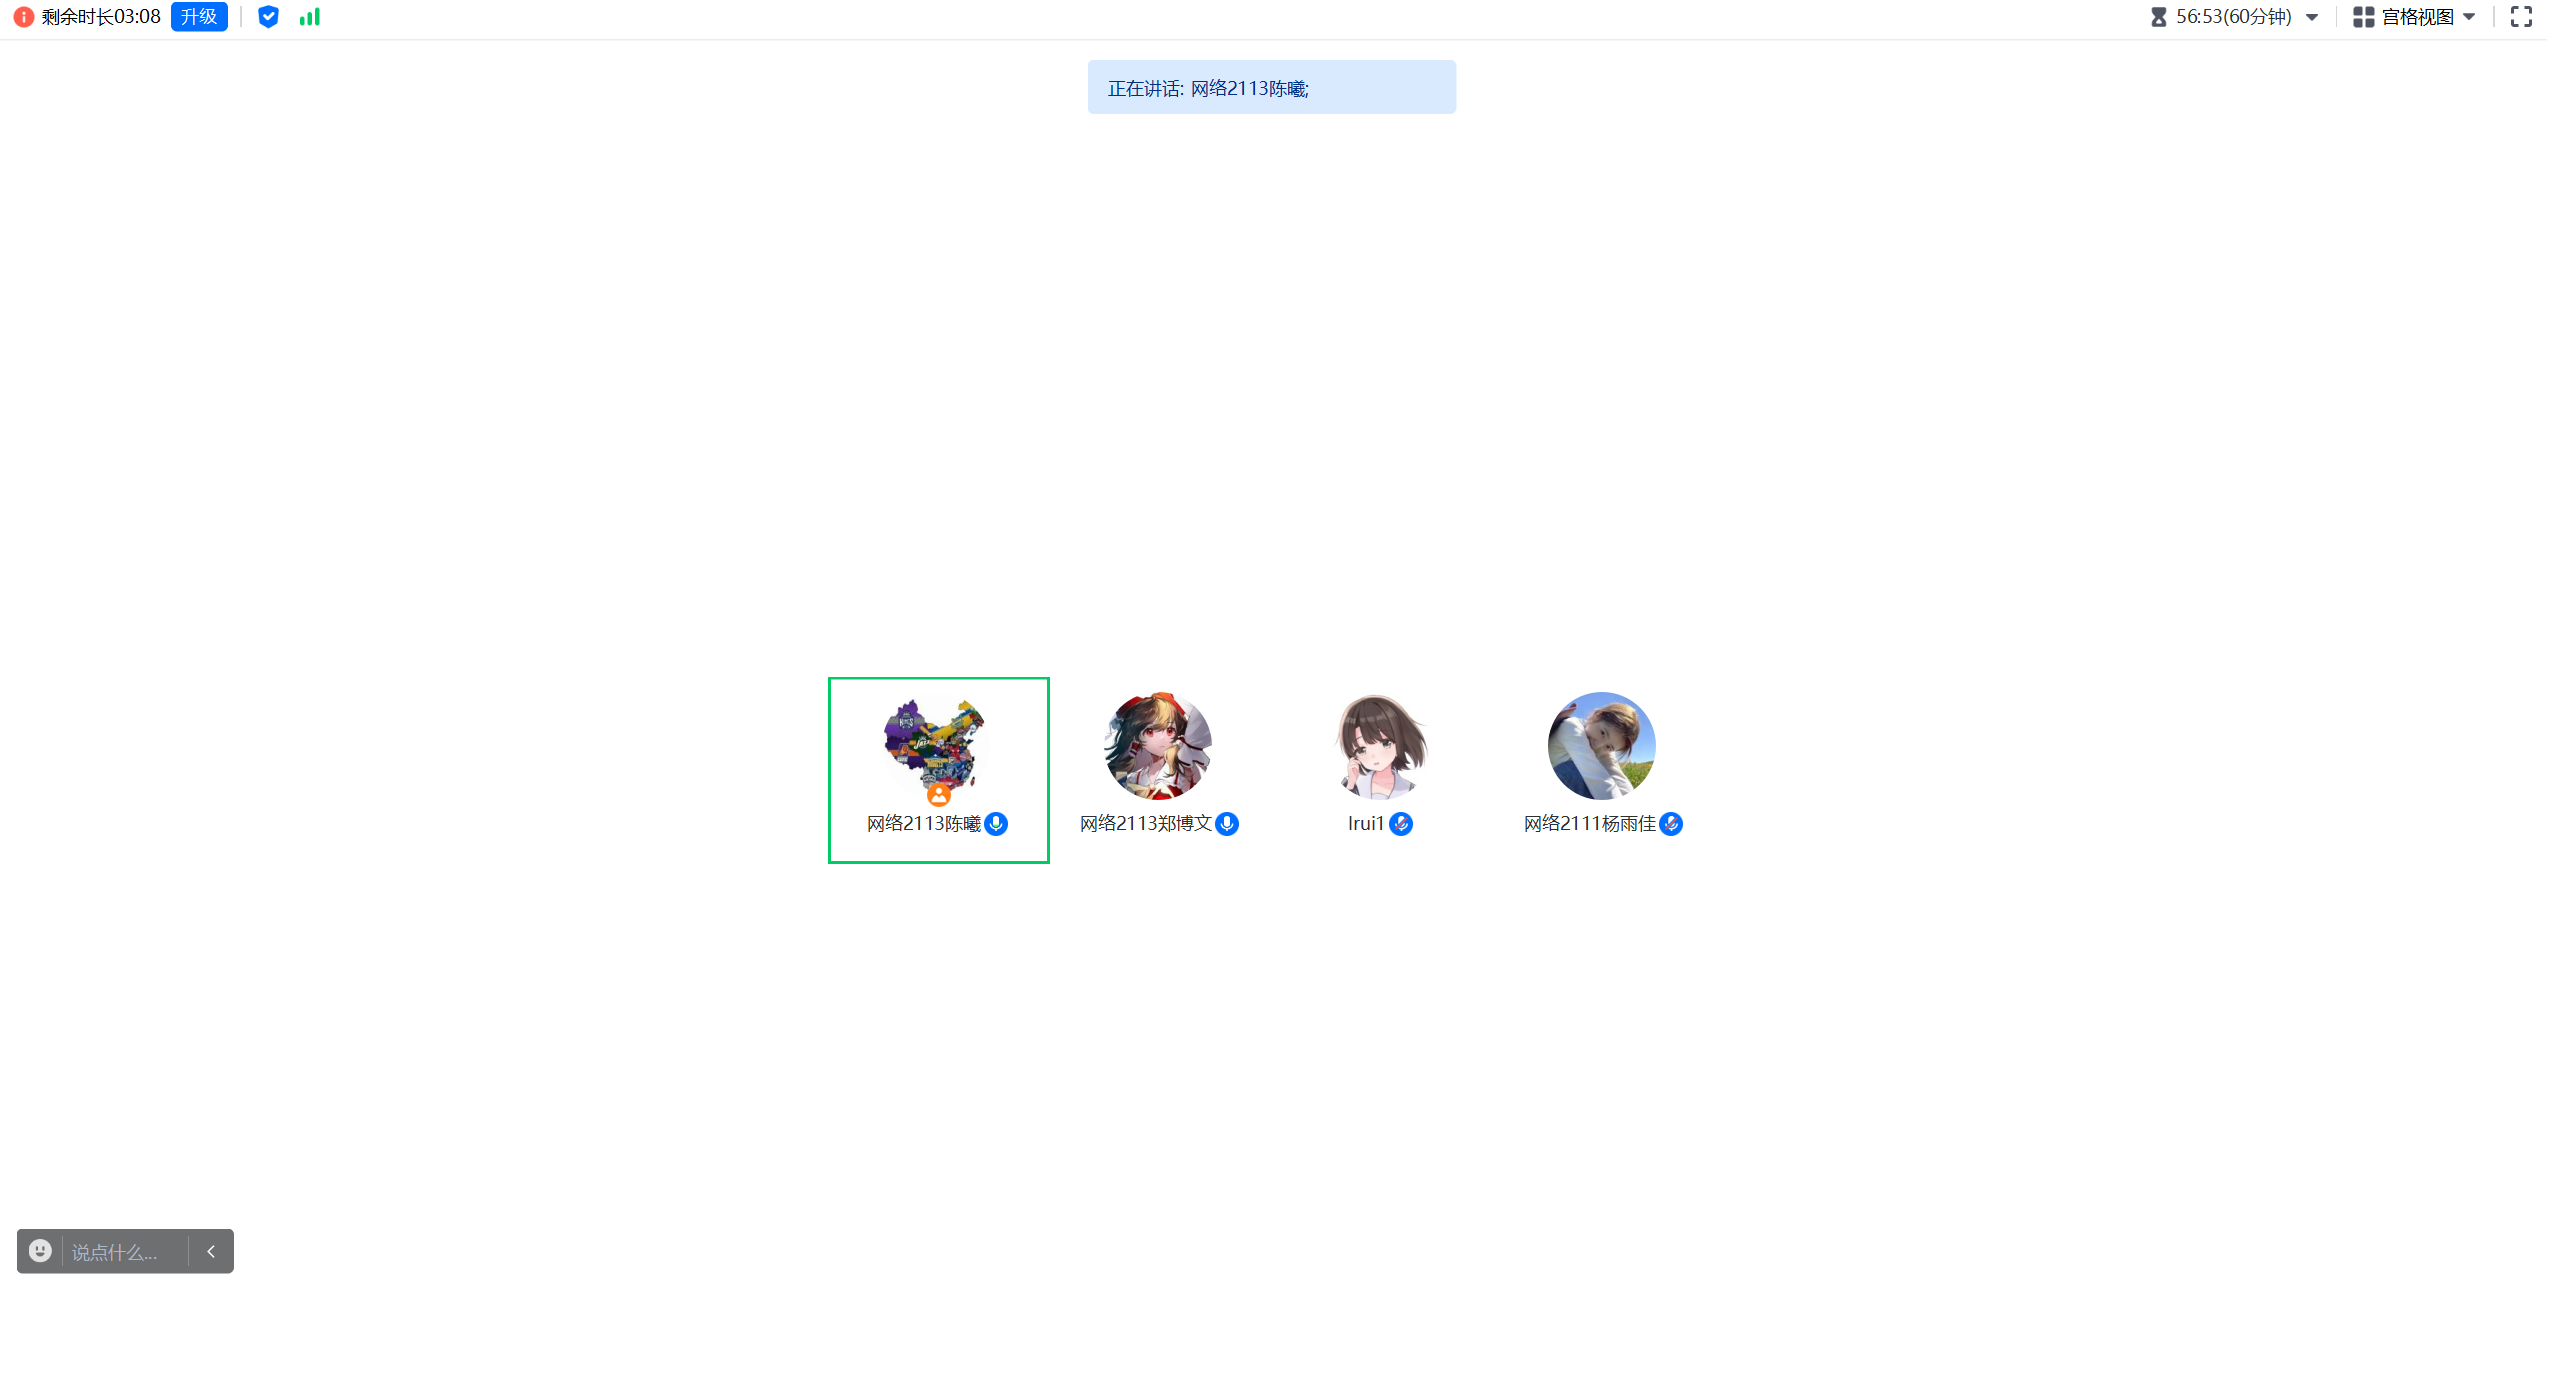 剩余时长03:08 升级
56:53(60分钟) 宫格视图
正在讲话: 网络2113陈曦;
网络2113陈曦
网络2113郑博文
lrui1
网络2111杨雨佳
说点什么...